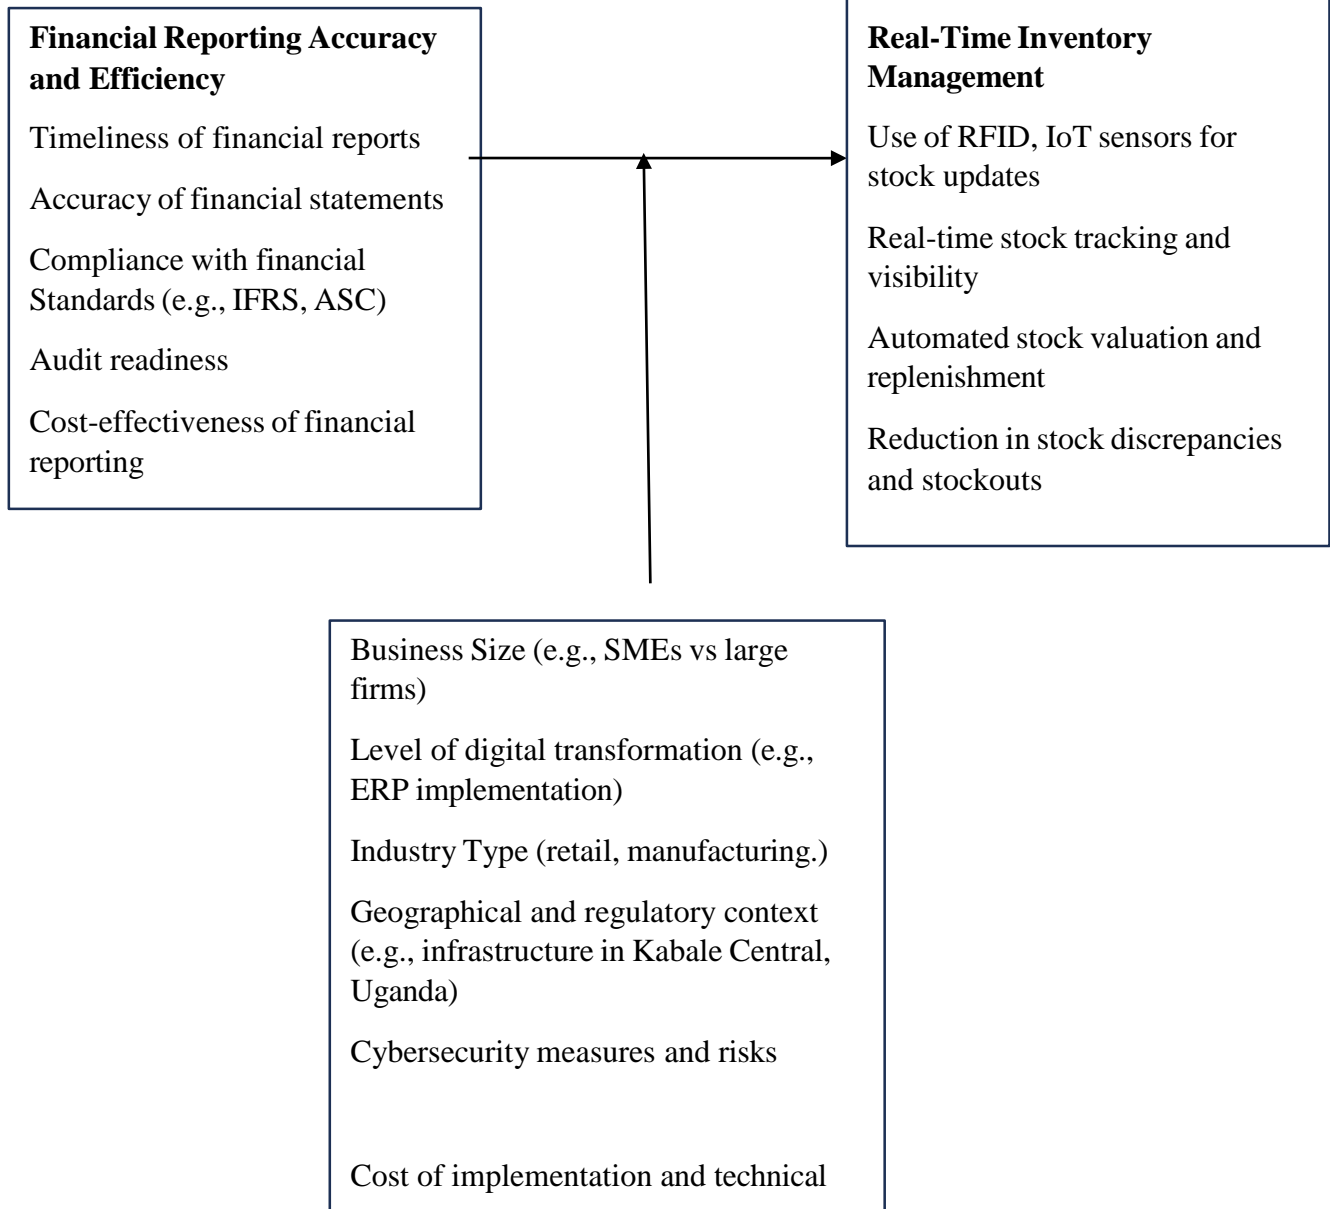 Financial Reporting Accuracy
and Efficiency
Timeliness of financial reports
Accuracy of financial statements
Compliance with financial
Standards (e.g., IFRS, ASC)
Audit readiness
Cost-effectiveness of financial
reporting
Real-Time Inventory
Management
Use of RFID, IoT sensors for
stock updates
Real-time stock tracking and
visibility
Automated stock valuation and
replenishment
Reduction in stock discrepancies
and stockouts
Business Size (e.g., SMEs vs large
firms)
Level of digital transformation (e.g.,
ERP implementation)
Industry Type (retail, manufacturing.)
Geographical and regulatory context
(e.g., infrastructure in Kabale Central,
Uganda)
Cybersecurity measures and risks
Cost of implementation and technical